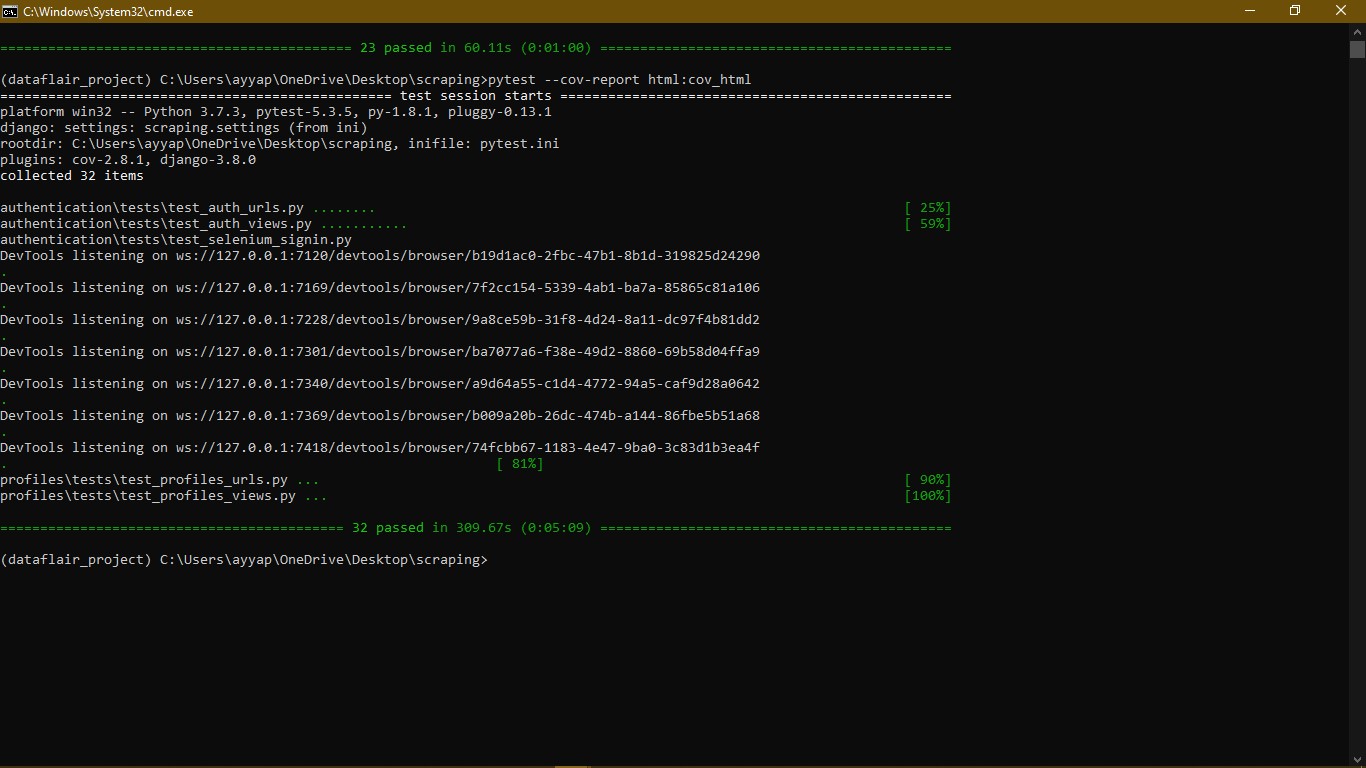 C:\Windows\System32\cmd.exe
============================================ 23 passed in 60.11s (0:01:00) ============================================
(dataflair_project) C:\Users\ayyap\OneDrive\Desktop\scraping>pytest --cov-report html:cov_html
================================================= test session starts =================================================
platform win32 -- Python 3.7.3, pytest-5.3.5, py-1.8.1, pluggy-0.13.1
django: settings: scraping.settings (from ini)
rootdir: C:\Users\ayyap\OneDrive\Desktop\scraping, inifile: pytest.ini
plugins: cov-2.8.1, django-3.8.0
collected 32 items
authentication\tests\test_auth_urls.py ........ [ 25%]
authentication\tests\test_auth_views.py ........... [ 59%]
authentication\tests\test_selenium_signin.py
DevTools listening on ws://127.0.0.1:7120/devtools/browser/b19d1ac0-2fbc-47b1-8b1d-319825d24290
.
DevTools listening on ws://127.0.0.1:7169/devtools/browser/7f2cc154-5339-4ab1-ba7a-85865c81a106
.
DevTools listening on ws://127.0.0.1:7228/devtools/browser/9a8ce59b-31f8-4d24-8a11-dc97f4b81dd2
.
DevTools listening on ws://127.0.0.1:7301/devtools/browser/ba7077a6-f38e-49d2-8860-69b58d04ffa9
.
DevTools listening on ws://127.0.0.1:7340/devtools/browser/a9d64a55-c1d4-4772-94a5-caf9d28a0642
.
DevTools listening on ws://127.0.0.1:7369/devtools/browser/b009a20b-26dc-474b-a144-86fbe5b51a68
.
DevTools listening on ws://127.0.0.1:7418/devtools/browser/74fcbb67-1183-4e47-9ba0-3c83d1b3ea4f
. [ 81%]
profiles\tests\test_profiles_urls.py ... [ 90%]
profiles\tests\test_profiles_views.py ... [100%]
=========================================== 32 passed in 309.67s (0:05:09) ============================================
(dataflair_project) C:\Users\ayyap\OneDrive\Desktop\scraping>